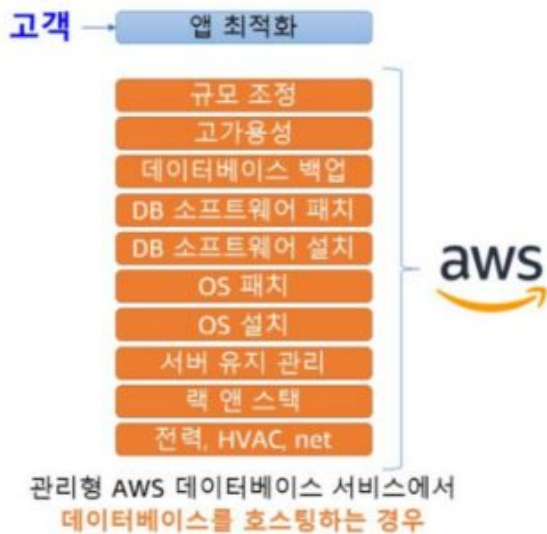 고객
앱 최적화
규모 조정
고가용성
데이터베이스 백업
DB 소프트웨어 패치
DB 소프트웨어 설치
OS 패치
OS 설치
서버 유지 관리
랙 앤 스택
전력, HVAC, net
aws
관리형 AWS 데이터베이스 서비스에서
데이터베이스를 호스팅하는 경우